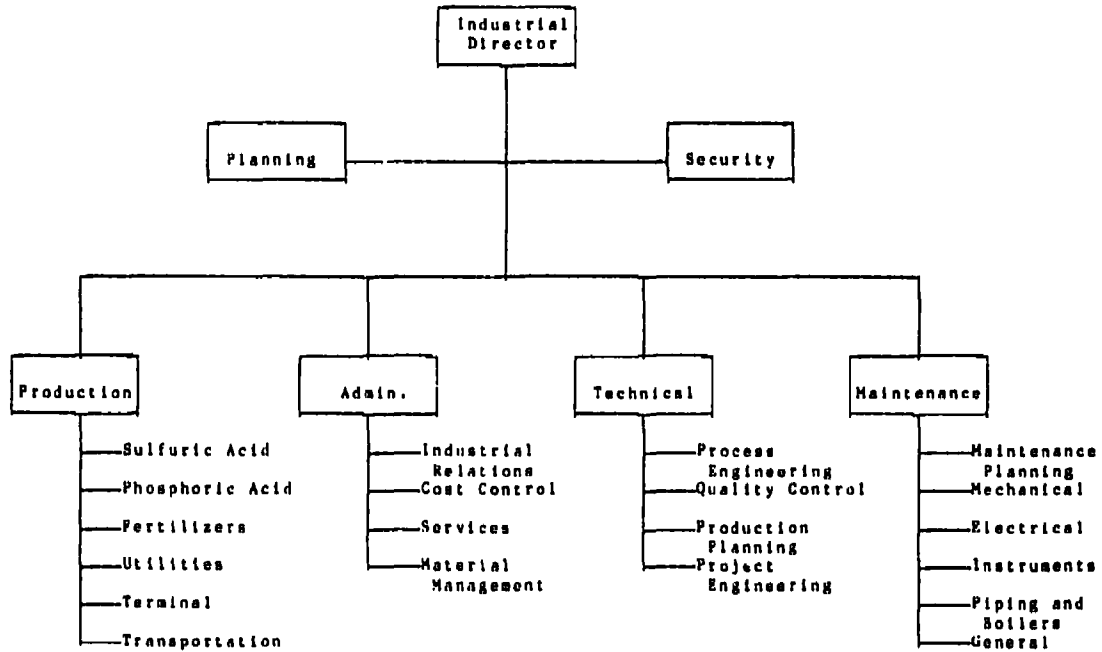 Industrial
Director
Planning
Security
Production
Admin.
Technical
Maintenance
Sulfuric Acid
Phosphoric Acid
Fertilizers
Utilities
Terminal
Transportation
Industrial
Relations
Cost Control
Services
Material
Management
Process
Engineering
Quality Control
Production
Planning
Project
Engineering
Maintenance
Planning
Mechanical
Electrical
Instruments
Piping and
Boilers
General